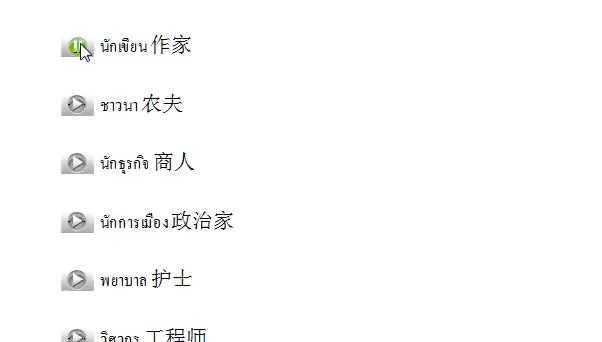 นักเขียน 作家
ชาวนา 农夫
นักธุรกิจ 商人
นักการเมือง 政治家
พยาบาล 护士
วิศวกร 工程师